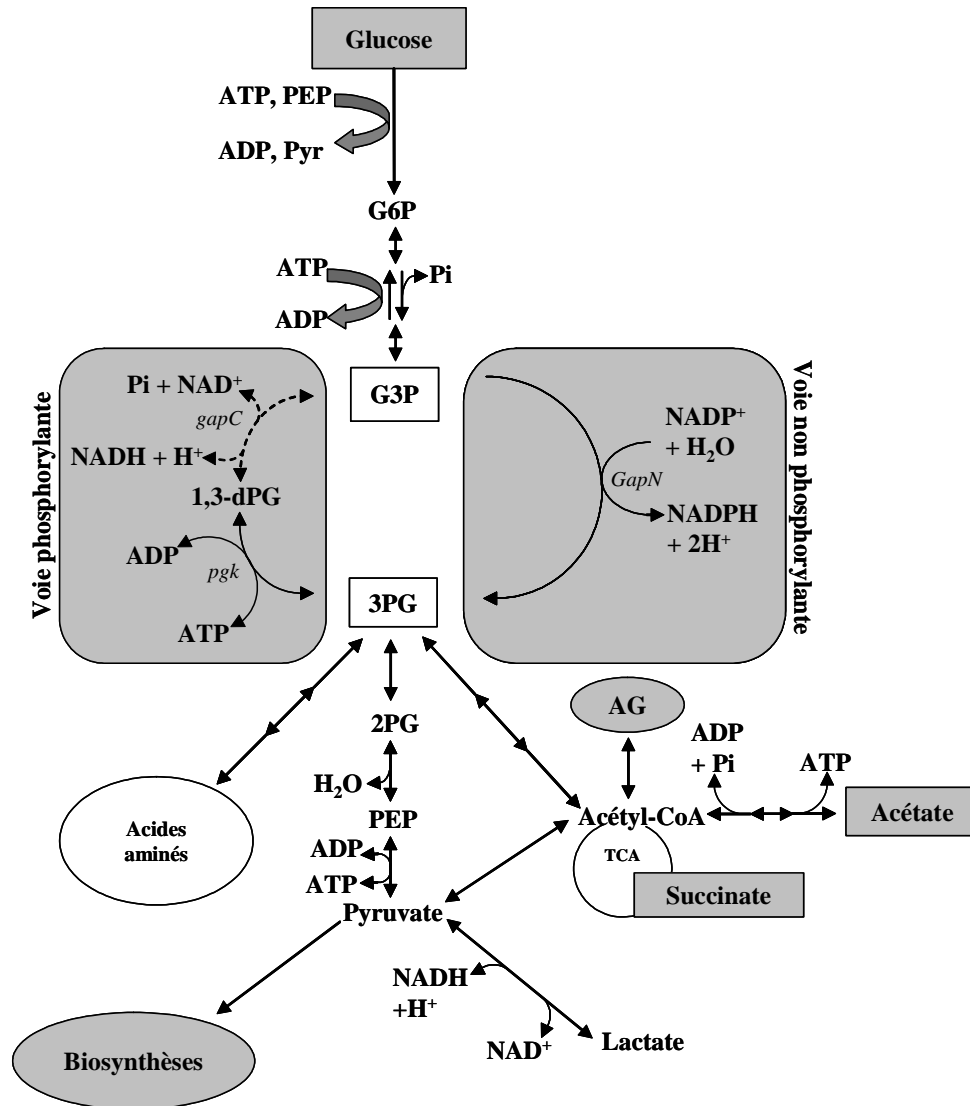 Glucose
ATP, PEP
ADP, Pyr
G6P
ATP
Pi
ADP
G3P
Voie phosphorylante
Pi + NAD⁺
gapC
NADH + H⁺
1,3-dPG
ADP
pgk
ATP
Voie non phosphorylante
NADP⁺
+ H₂O
GapN
NADPH
+ 2H⁺
3PG
AG
2PG
ADP
+ Pi
ATP
H₂O
Acétyl-CoA
Acétate
PEP
Acides
aminés
ADP
TCA
ATP
Succinate
Pyruvate
NADH
+H⁺
NAD⁺
Lactate
Biosynthèses